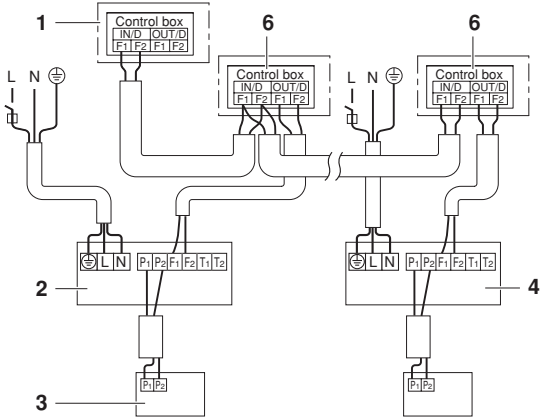 1
Control box
IN/D OUT/D
F1 F2 F1 F2
6
Control box
IN/D OUT/D
F1 F2 F1 F2
6
Control box
IN/D OUT/D
F1 F2 F1 F2
L N
L N
L N
P1 P2 F1 F2 T1 T2
2
L N
P1 P2 F1 F2 T1 T2
4
P1 P2
3
P1 P2